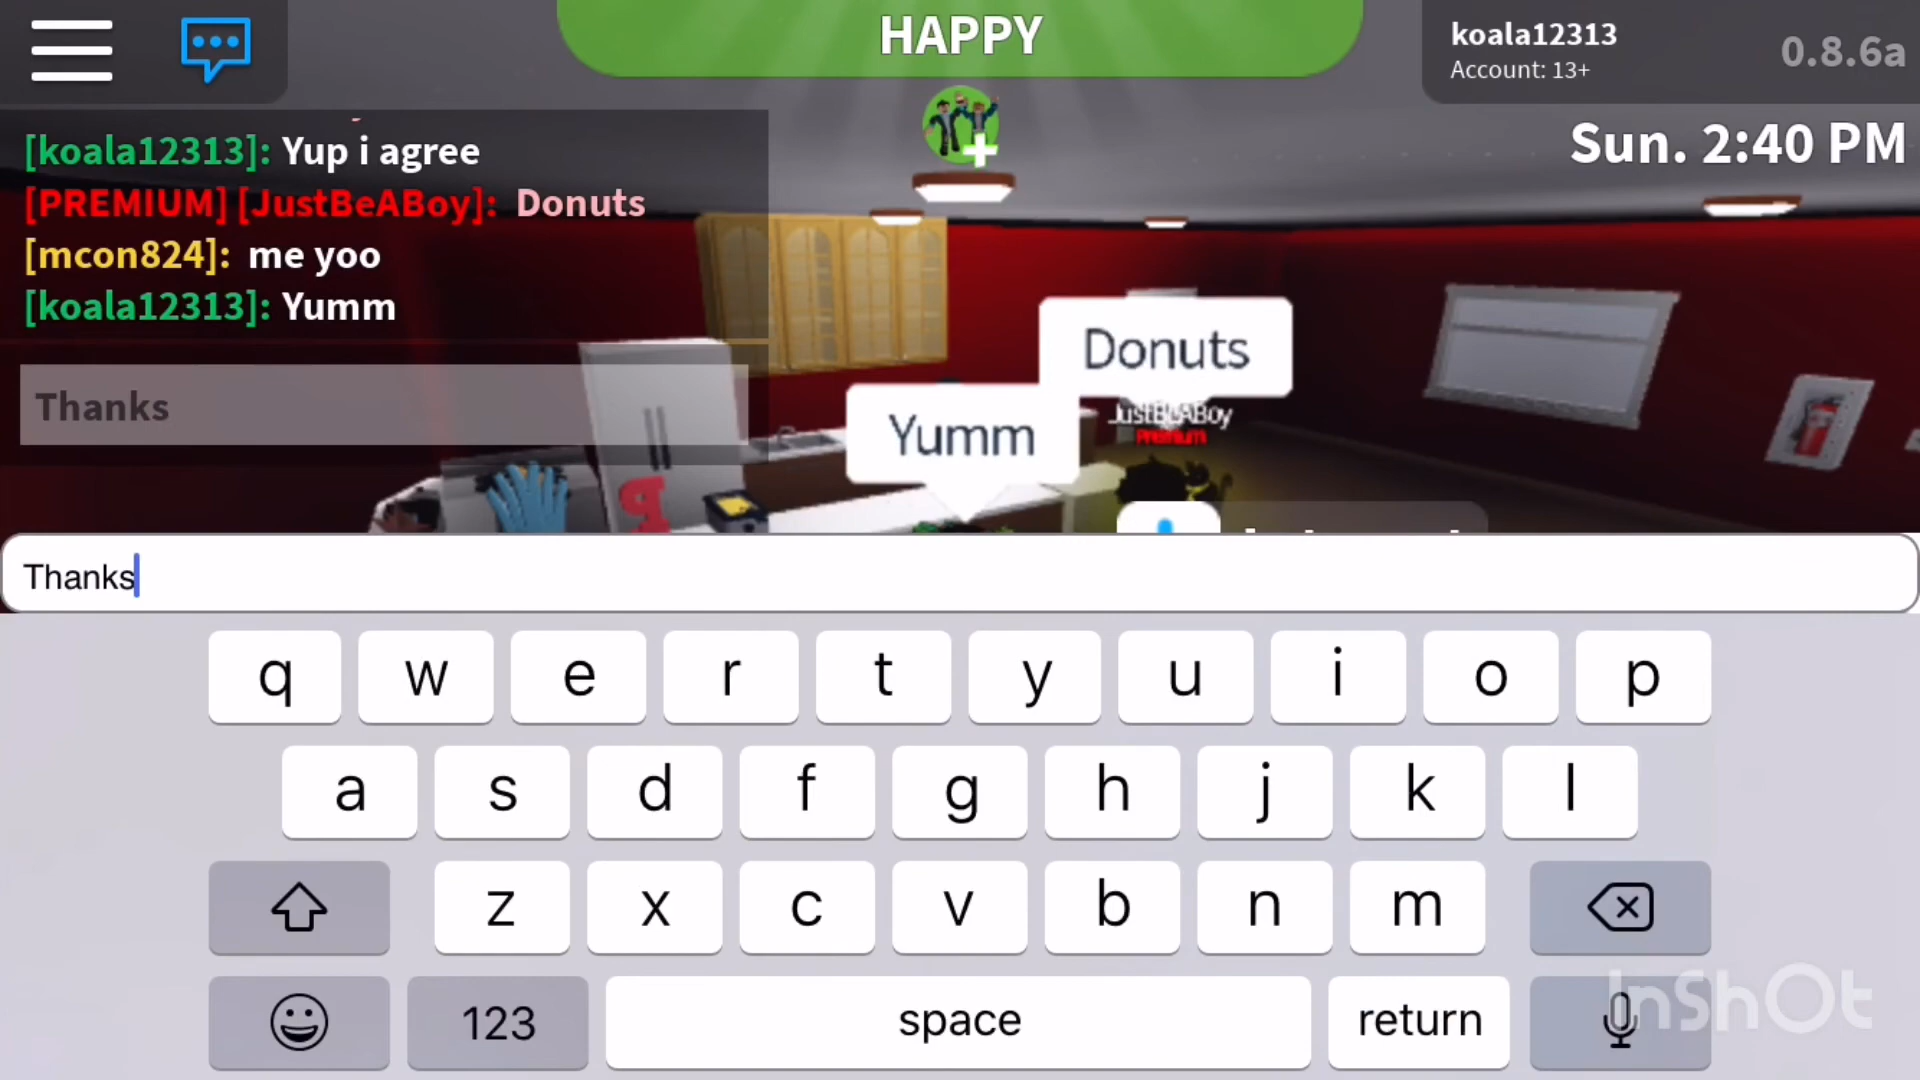 HAPPY
koala12313
Account: 13+
0.8.6a
Sun. 2:40 PM
[koala12313]: Yup i agree
[PREMIUM] [JustBeABoy]: Donuts
[mcon824]: me yoo
[koala12313]: Yumm
Thanks
Donuts
Yumm
JustBeABoy
Premium
Thanks
q w e r t y u i o p
a s d f g h j k l
z x c v b n m
123 space return
InShOt